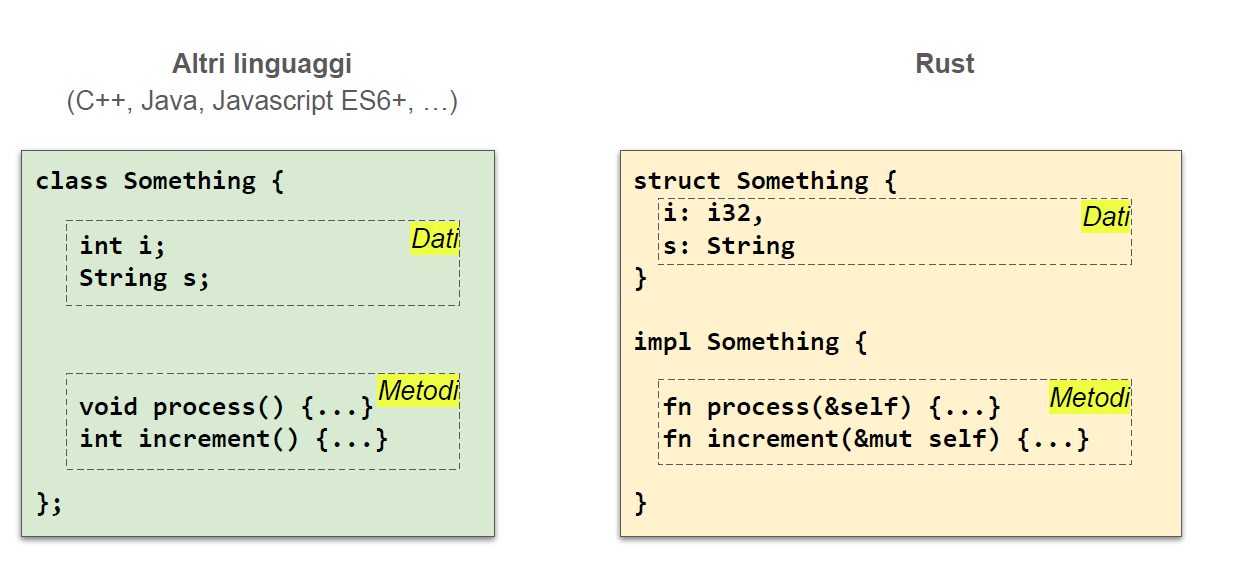 Altri linguaggi
(C++, Java, Javascript ES6+, …)
class Something {
Dati
int i;
String s;
Metodi
void process() {...}
int increment() {...}
};
Rust
struct Something {
i: i32,
Dati
s: String
}
impl Something {
Metodi
fn process(&self) {...}
fn increment(&mut self) {...}
}